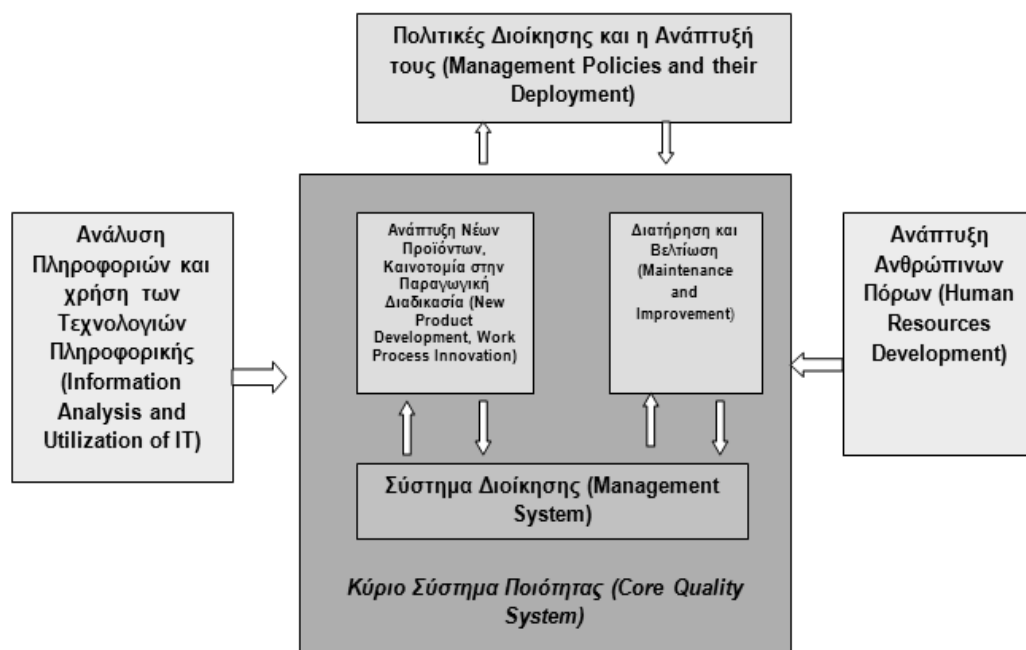 Πολιτικές Διοίκησης και η Ανάπτυξή
τους (Management Policies and their
Deployment)
Ανάλυση
Πληροφοριών και
χρήση των
Τεχνολογιών
Πληροφορικής
(Information
Analysis and
Utilization of IT)
Ανάπτυξη Νέων
Προϊόντων,
Καινοτομία στην
Παραγωγική
Διαδικασία (New
Product
Development, Work
Process Innovation)
Διατήρηση και
Βελτίωση
(Maintenance
and
Improvement)
Ανάπτυξη
Ανθρώπινων
Πόρων (Human
Resources
Development)
Σύστημα Διοίκησης (Management
System)
Κύριο Σύστημα Ποιότητας (Core Quality
System)